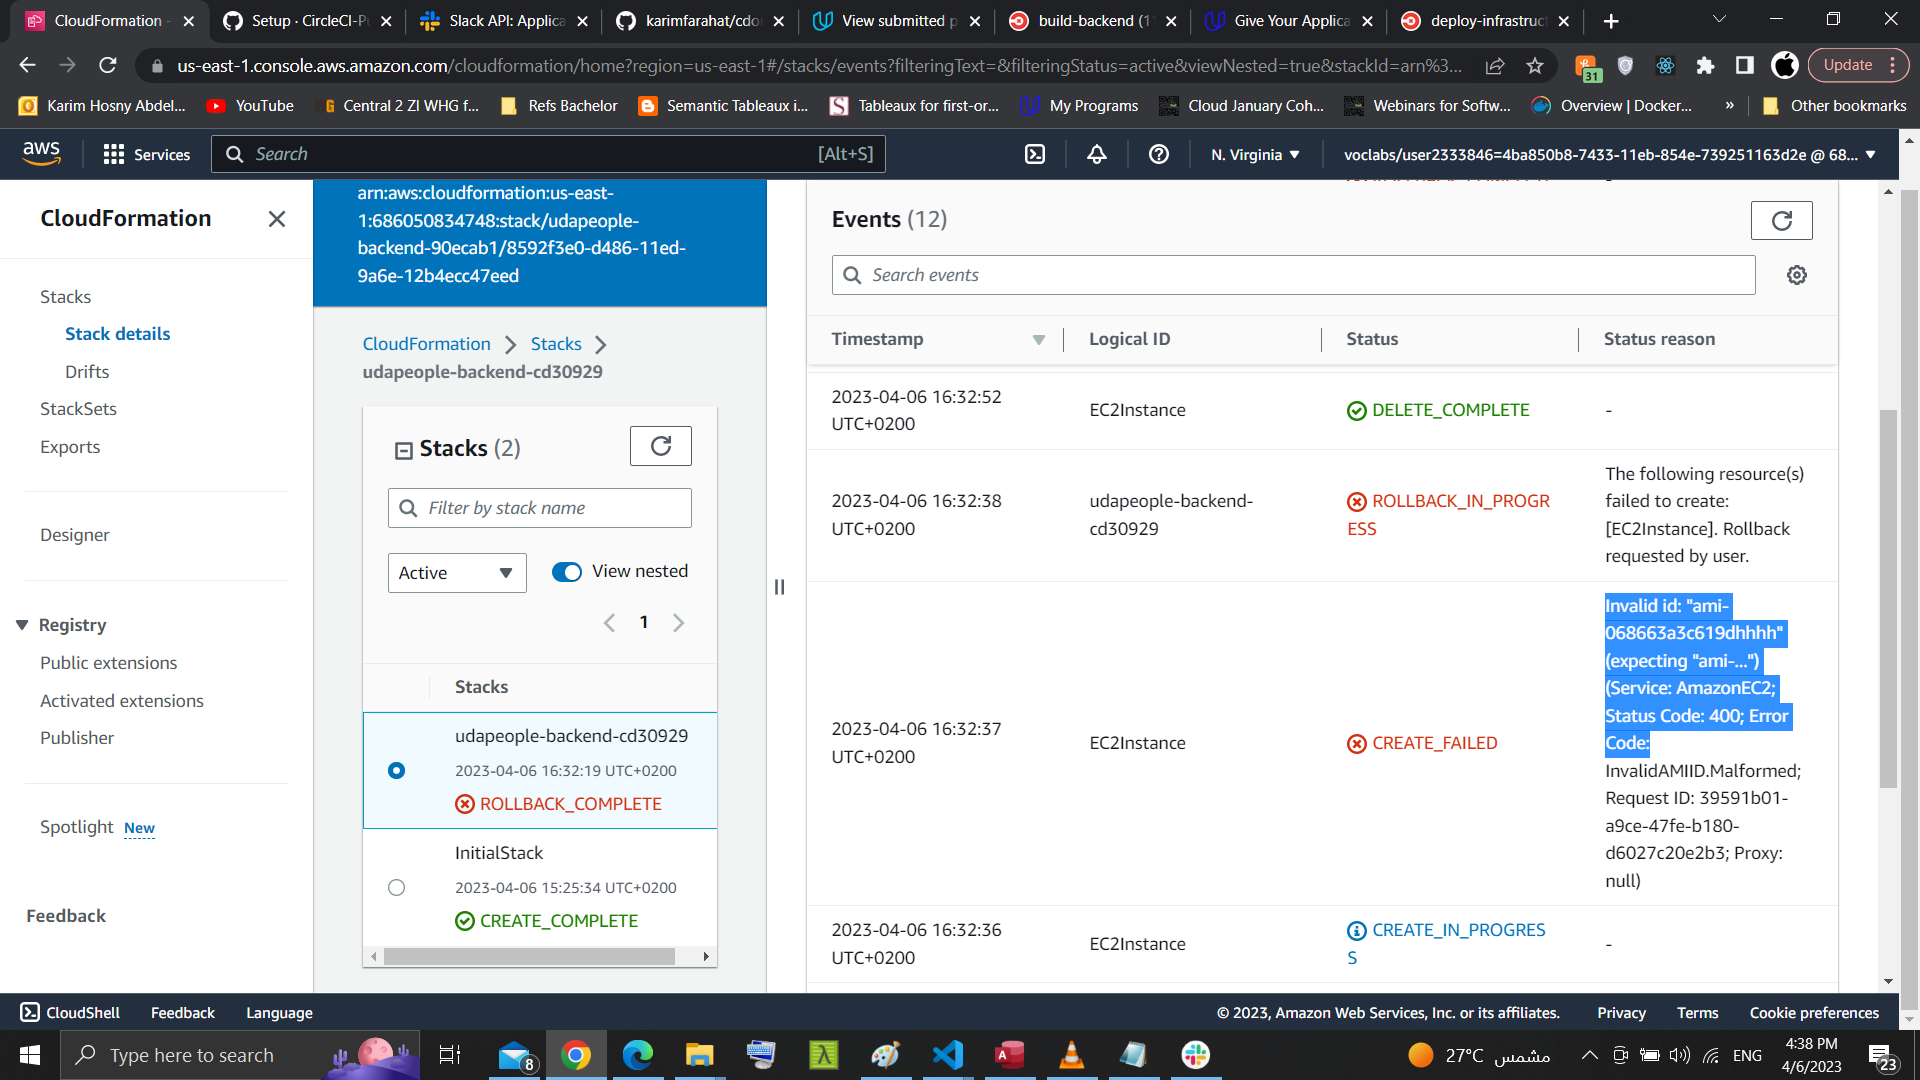 CloudFormation -
Setup · CircleCI-Pu
Slack API: Applica
karimfarahat/cdo
View submitted p
build-backend (1
Give Your Applica
deploy-infrastruct
us-east-1.console.aws.amazon.com/cloudformation/home?region=us-east-1#/stacks/events?filteringText=&filteringStatus=active&viewNested=true&stackId=arn%3...
31
Update
Karim Hosny Abdel...
YouTube
Central 2 ZI WHG f...
Refs Bachelor
Semantic Tableaux i...
Tableaux for first-or...
My Programs
Cloud January Coh...
Webinars for Softw...
Overview | Docker...
»
Other bookmarks
aws
Services
Search
[Alt+S]
N. Virginia
voclabs/user2333846=4ba850b8-7433-11eb-854e-739251163d2e @ 68...
CloudFormation
Stacks
Stack details
Drifts
StackSets
Exports
Designer
Registry
Public extensions
Activated extensions
Publisher
Spotlight New
Feedback
arn:aws:cloudformation:us-east-
1:686050834748:stack/udapeople-
backend-90ecab1/8592f3e0-d486-11ed-
9a6e-12b4ecc47eed
CloudFormation
Stacks
udapeople-backend-cd30929
Stacks (2)
Filter by stack name
Active
View nested
1
Stacks
udapeople-backend-cd30929
2023-04-06 16:32:19 UTC+0200
ROLLBACK_COMPLETE
InitialStack
2023-04-06 15:25:34 UTC+0200
CREATE_COMPLETE
Events (12)
Search events
Timestamp
Logical ID
Status
Status reason
2023-04-06 16:32:52
UTC+0200
EC2Instance
DELETE_COMPLETE
-
2023-04-06 16:32:38
UTC+0200
udapeople-backend-
cd30929
ROLLBACK_IN_PROGR
ESS
The following resource(s)
failed to create:
[EC2Instance]. Rollback
requested by user.
2023-04-06 16:32:37
UTC+0200
EC2Instance
CREATE_FAILED
Invalid id: "ami-
068663a3c619dhhhh"
(expecting "ami-...")
(Service: AmazonEC2;
Status Code: 400; Error
Code:
InvalidAMIID.Malformed;
Request ID: 39591b01-
a9ce-47fe-b180-
d6027c20e2b3; Proxy:
null)
2023-04-06 16:32:36
UTC+0200
EC2Instance
CREATE_IN_PROGRES
S
-
CloudShell
Feedback
Language
© 2023, Amazon Web Services, Inc. or its affiliates.
Privacy
Terms
Cookie preferences
Type here to search
8
27°C مشمس
ENG
4:38 PM
4/6/2023
23